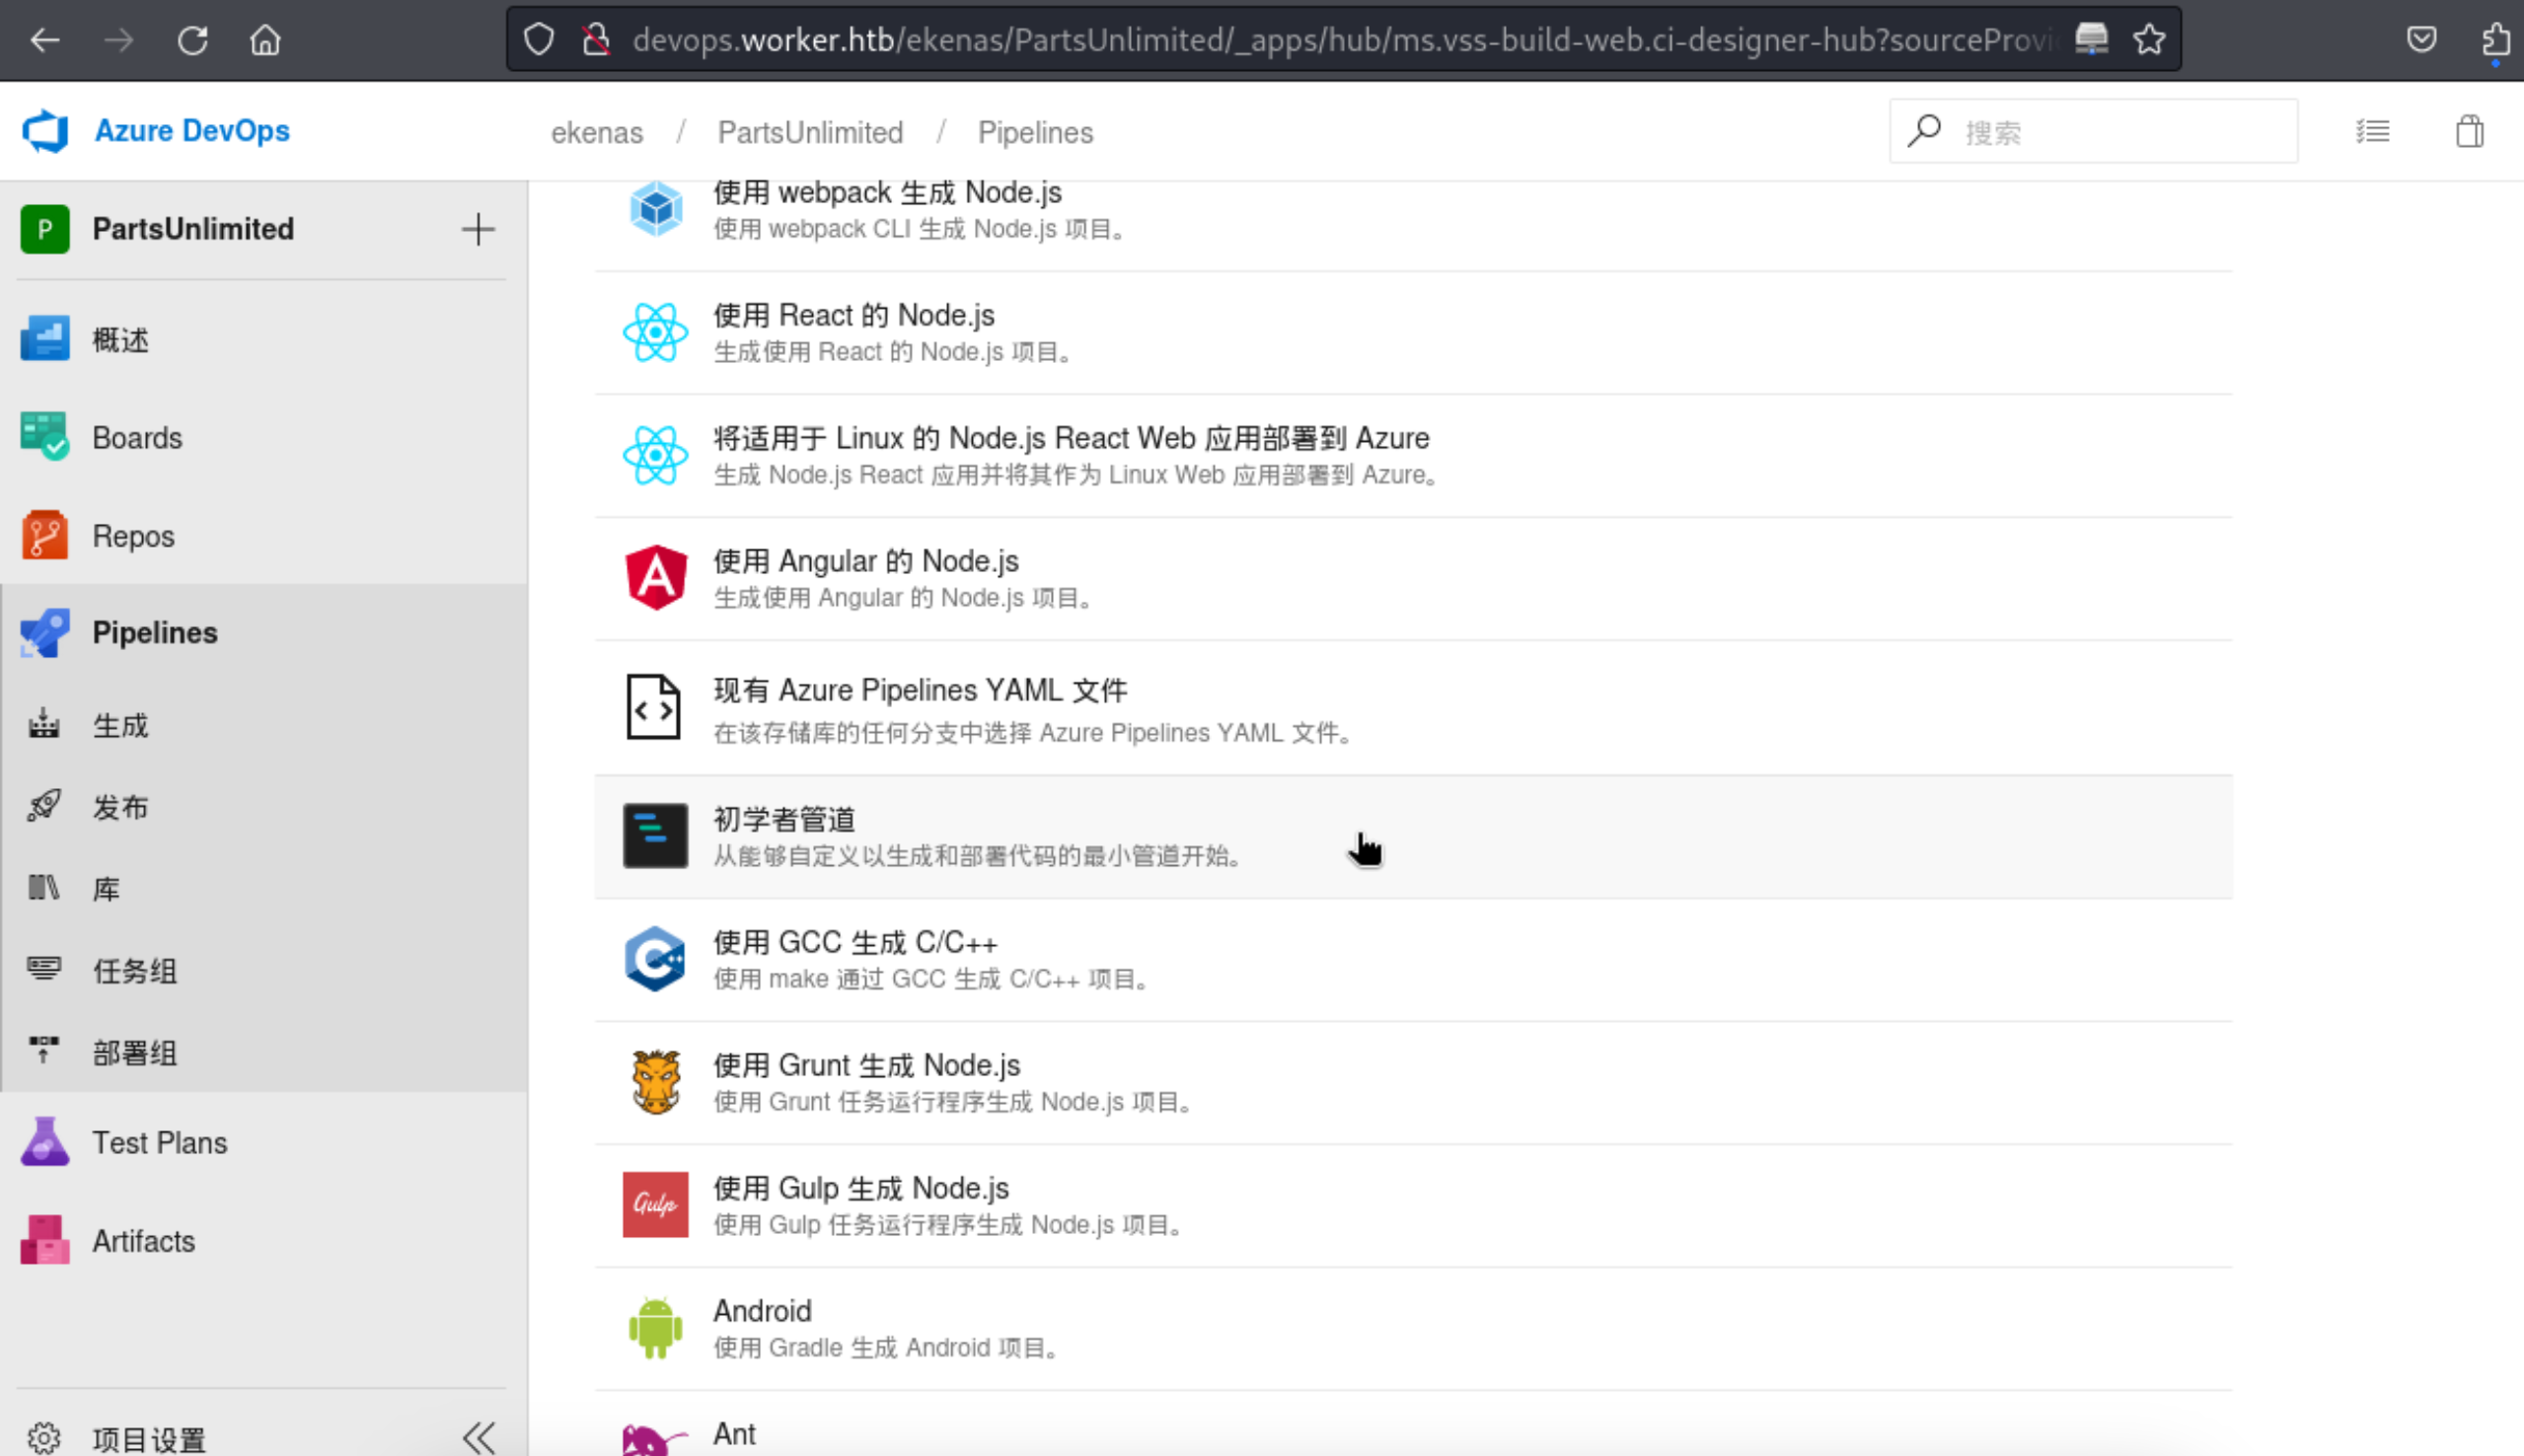 devops.worker.htb/ekenas/PartsUnlimited/_apps/hub/ms.vss-build-web.ci-designer-hub?sourceProvi
Azure DevOps
ekenas / PartsUnlimited / Pipelines
搜索
P PartsUnlimited
概述
Boards
Repos
Pipelines
生成
发布
库
任务组
部署组
Test Plans
Artifacts
项目设置
使用 webpack 生成 Node.js
使用 webpack CLI 生成 Node.js 项目。
使用 React 的 Node.js
生成使用 React 的 Node.js 项目。
将适用于 Linux 的 Node.js React Web 应用部署到 Azure
生成 Node.js React 应用并将其作为 Linux Web 应用部署到 Azure。
A
使用 Angular 的 Node.js
生成使用 Angular 的 Node.js 项目。
现有 Azure Pipelines YAML 文件
在该存储库的任何分支中选择 Azure Pipelines YAML 文件。
初学者管道
从能够自定义以生成和部署代码的最小管道开始。
C++
使用 GCC 生成 C/C++
使用 make 通过 GCC 生成 C/C++ 项目。
使用 Grunt 生成 Node.js
使用 Grunt 任务运行程序生成 Node.js 项目。
Gulp
使用 Gulp 生成 Node.js
使用 Gulp 任务运行程序生成 Node.js 项目。
Android
使用 Gradle 生成 Android 项目。
Ant